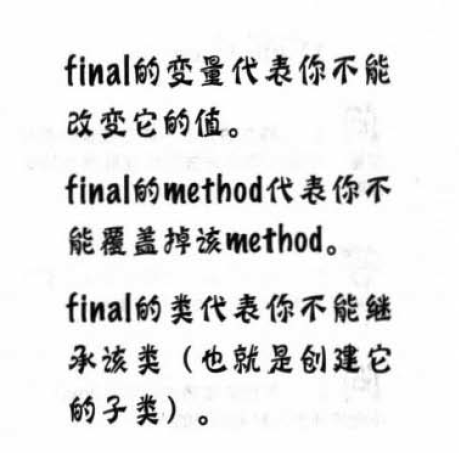 final的变量代表你不能
改变它的值。
final的method代表你不
能覆盖掉该method。
final的类代表你不能继
承该类（也就是创建它
的子类）。